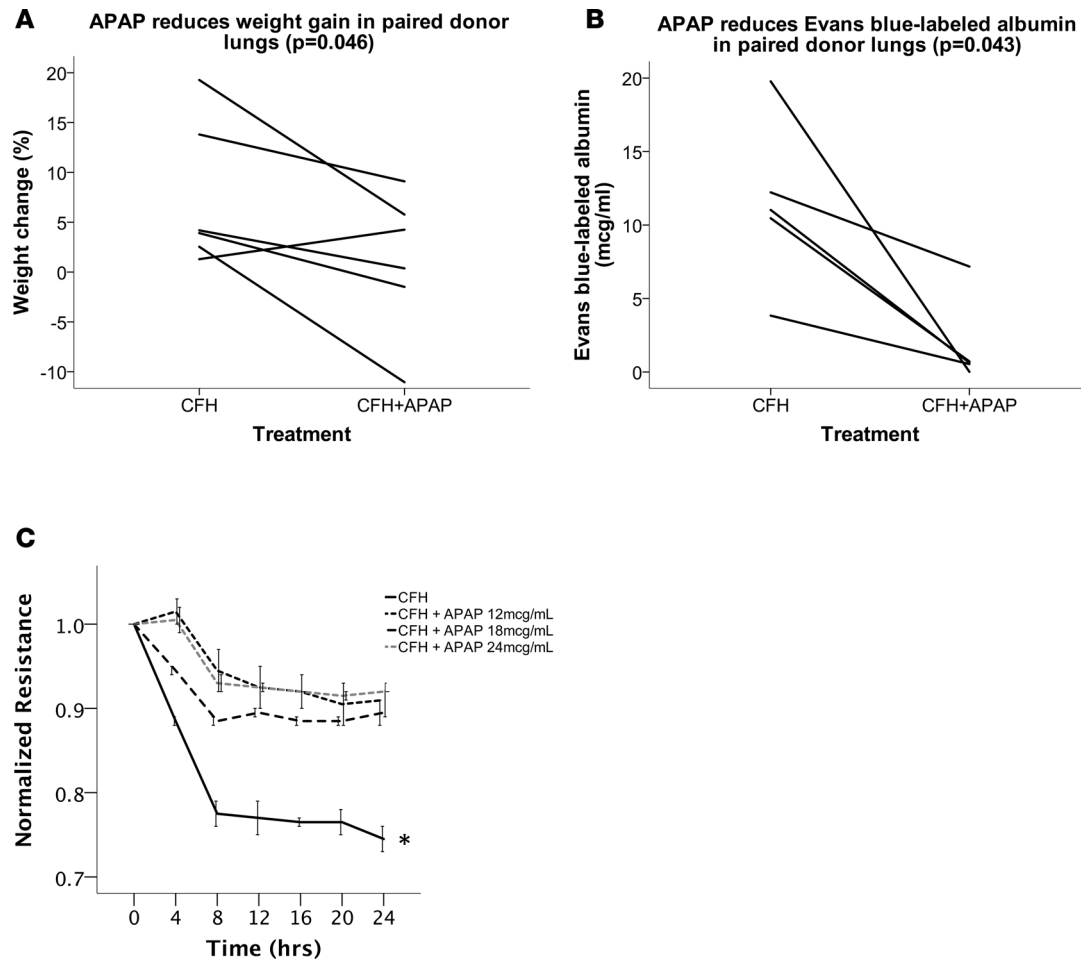 A
APAP reduces weight gain in paired donor
lungs (p=0.046)
Weight change (%)
20
15
10
5
0
-5
-10
CFH
CFH+APAP
Treatment
B
APAP reduces Evans blue-labeled albumin
in paired donor lungs (p=0.043)
Evans blue-labeled albumin
(mcg/ml)
20
15
10
5
0
CFH
CFH+APAP
Treatment
C
Normalized Resistance
1.0
0.9
0.8
0.7
CFH
CFH + APAP 12mcg/mL
CFH + APAP 18mcg/mL
CFH + APAP 24mcg/mL
*
0 4 8 12 16 20 24
Time (hrs)